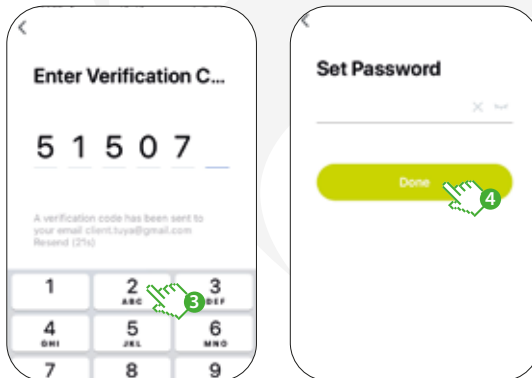 Enter Verification C...
5 1 5 0 7
A verification code has been sent to
your email client.tuya@gmail.com
Resend (21s)
1 2 3
ABC DEF
4 5 6
GHI JKL MNO
7 8 9
3
Set Password
Done
4